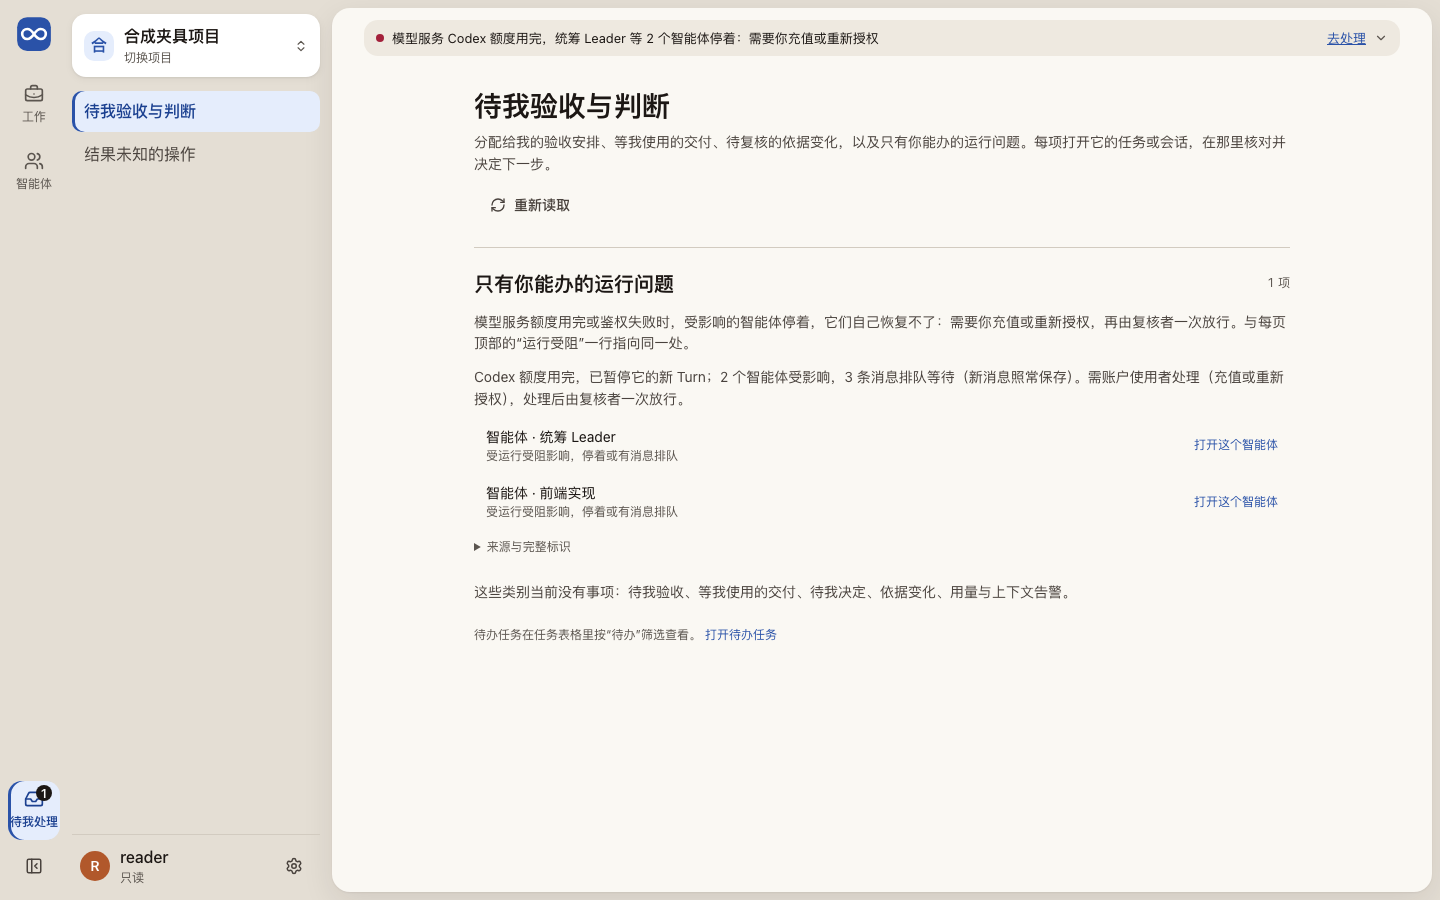 合成夹具项目
切换项目
合
工作
智能体
待我验收与判断
结果未知的操作
模型服务 Codex 额度用完，统筹 Leader 等 2 个智能体停着：需要你充值或重新授权
去处理
待我验收与判断
分配给我的验收安排、等我使用的交付、待复核的依据变化，以及只有你能办的运行问题。每项打开它的任务或会话，在那里核对并
决定下一步。
重新读取
只有你能办的运行问题
1 项
模型服务额度用完或鉴权失败时，受影响的智能体停着，它们自己恢复不了：需要你充值或重新授权，再由复核者一次放行。与每页
顶部的“运行受阻”一行指向同一处。
Codex 额度用完，已暂停它的新 Turn；2 个智能体受影响，3 条消息排队等待（新消息照常保存）。需账户使用者处理（充值或重新
授权），处理后由复核者一次放行。
智能体 · 统筹 Leader
受运行受阻影响，停着或有消息排队
打开这个智能体
智能体 · 前端实现
受运行受阻影响，停着或有消息排队
打开这个智能体
来源与完整标识
这些类别当前没有事项：待我验收、等我使用的交付、待我决定、依据变化、用量与上下文告警。
待办任务在任务表格里按“待办”筛选查看。 打开待办任务
1
待我处理
R
reader
只读